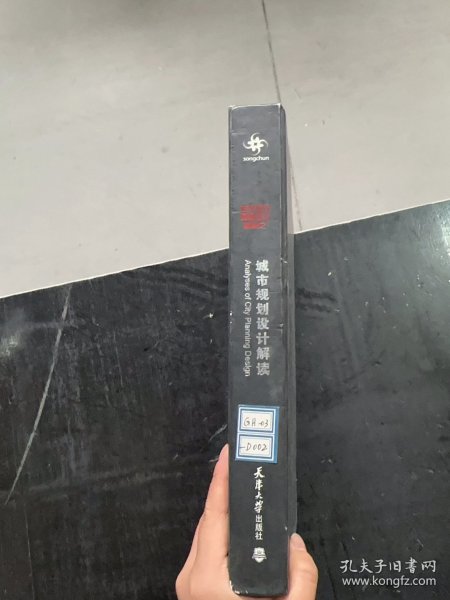 songchun
城市规划设计解读
Analyses of City Planning Design
GH-03
-D002
天津大学出版社
孔夫子旧书网
www.kongfz.com